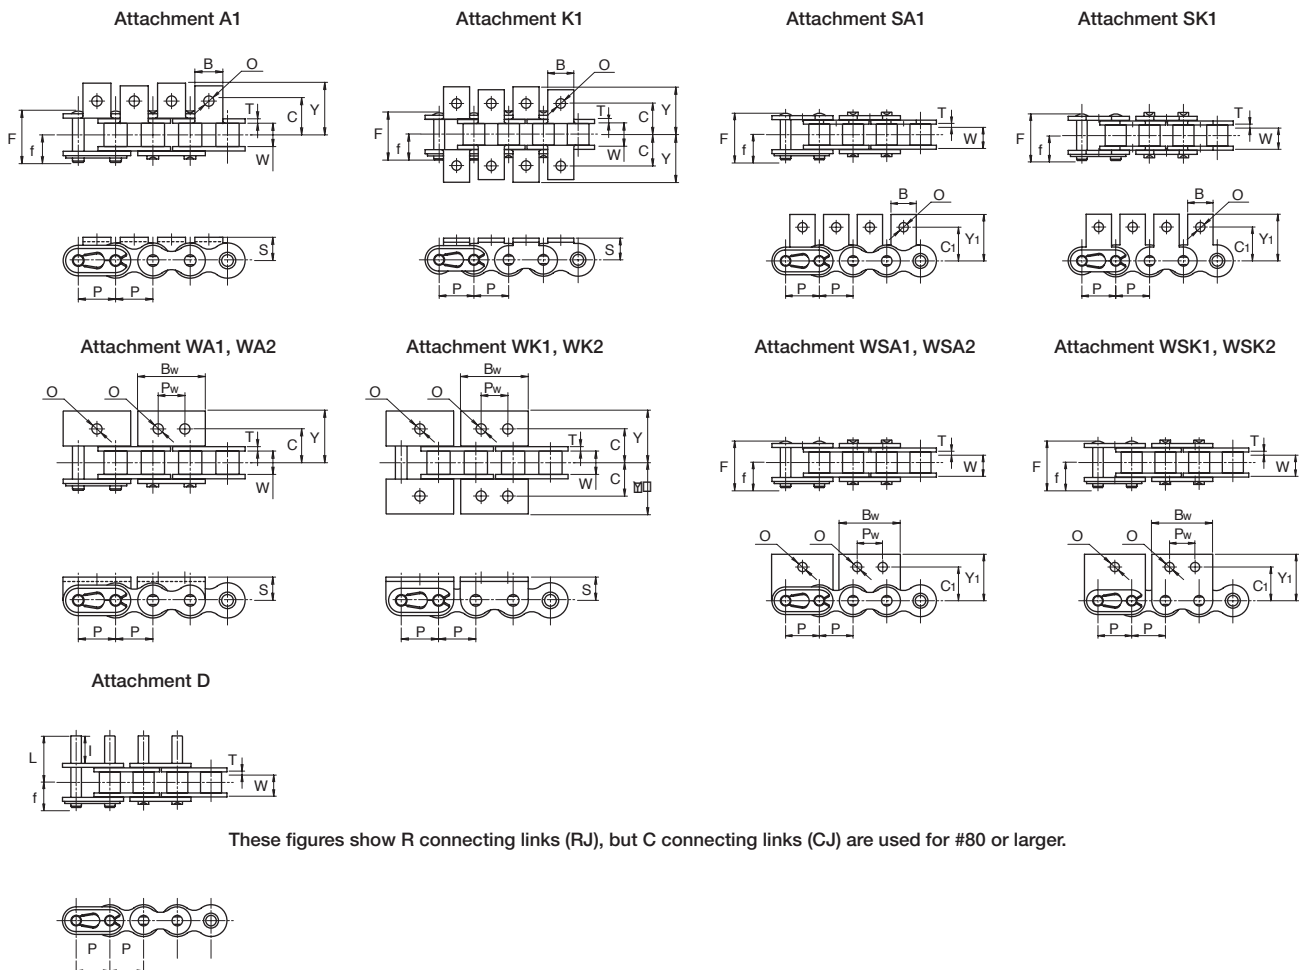 Attachment A1
Attachment K1
Attachment SA1
Attachment SK1
B O
T C Y
F f
W
S
P P
B O
T C Y
F f
W C Y
S
P P
T
F f W
B O
C1 Y1
P P
T
F f W
B O
C1 Y1
P P
Attachment WA1, WA2
Attachment WK1, WK2
Attachment WSA1, WSA2
Attachment WSK1, WSK2
Bw
O O Pw
T C Y
W
S
P P
Bw
O O Pw
T C Y
W C
S
P P
T
F f W
Bw
O O Pw
C1 Y1
P P
T
F f W
Bw
O O Pw
C1 Y1
P P
Attachment D
L l T
f W
These figures show R connecting links (RJ), but C connecting links (CJ) are used for #80 or larger.
P P